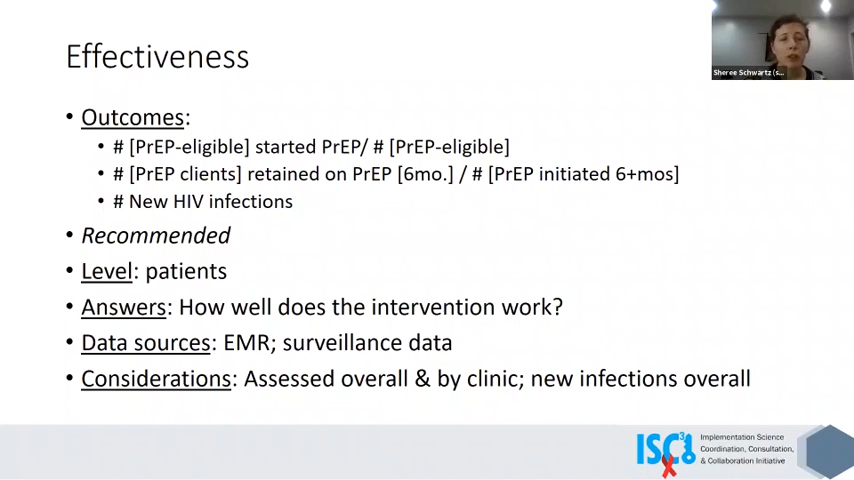 Effectiveness
Sheree Schwartz (s...
• Outcomes:
• # [PrEP-eligible] started PrEP/ # [PrEP-eligible]
• # [PrEP clients] retained on PrEP [6mo.] / # [PrEP initiated 6+mos]
• # New HIV infections
• Recommended
• Level: patients
• Answers: How well does the intervention work?
• Data sources: EMR; surveillance data
• Considerations: Assessed overall & by clinic; new infections overall
ISC3I
Implementation Science
Coordination, Consultation,
& Collaboration Initiative